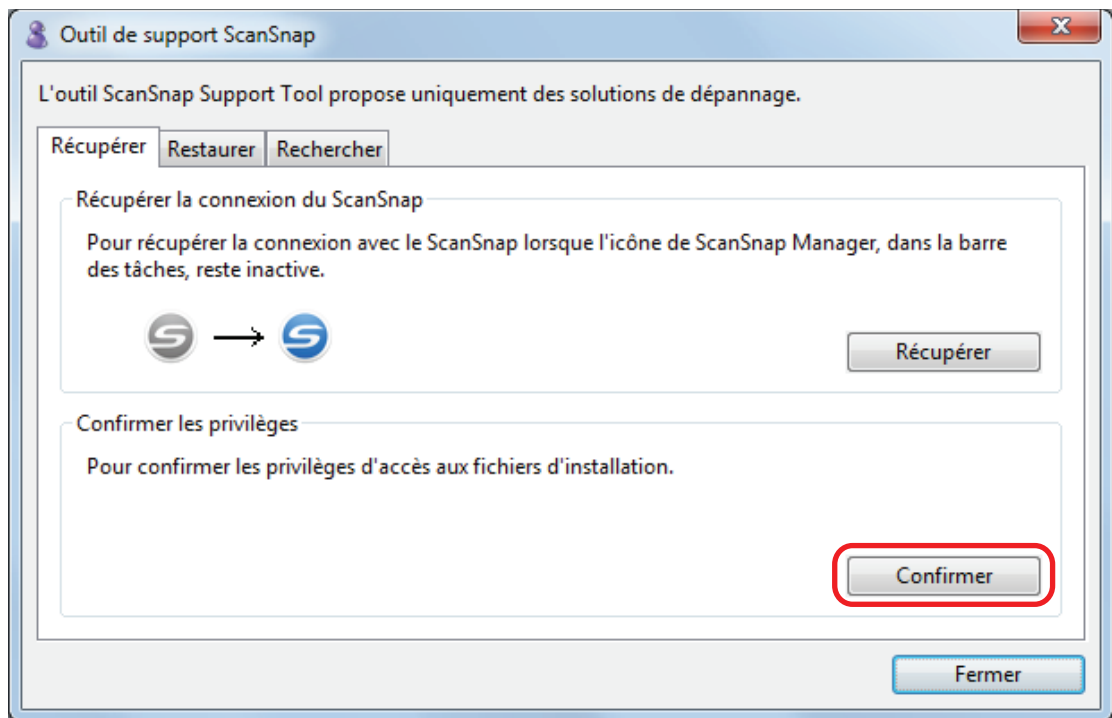 Outil de support ScanSnap
L'outil ScanSnap Support Tool propose uniquement des solutions de dépannage.
Récupérer Restaurer Rechercher
Récupérer la connexion du ScanSnap
Pour récupérer la connexion avec le ScanSnap lorsque l'icône de ScanSnap Manager, dans la barre
des tâches, reste inactive.
Récupérer
Confirmer les privilèges
Pour confirmer les privilèges d'accès aux fichiers d'installation.
Confirmer
Fermer